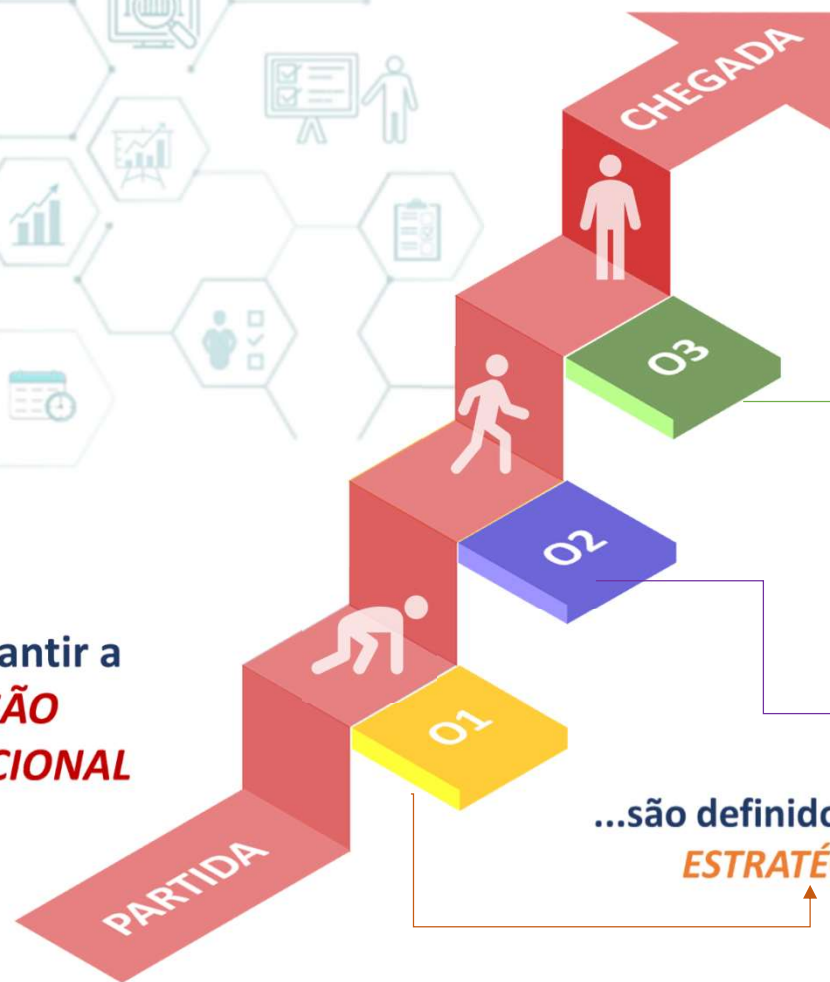 CHEGADA
03
02
antir a
ÃO
CIONAL
01
...são definido
ESTRATÉ
PARTIDA